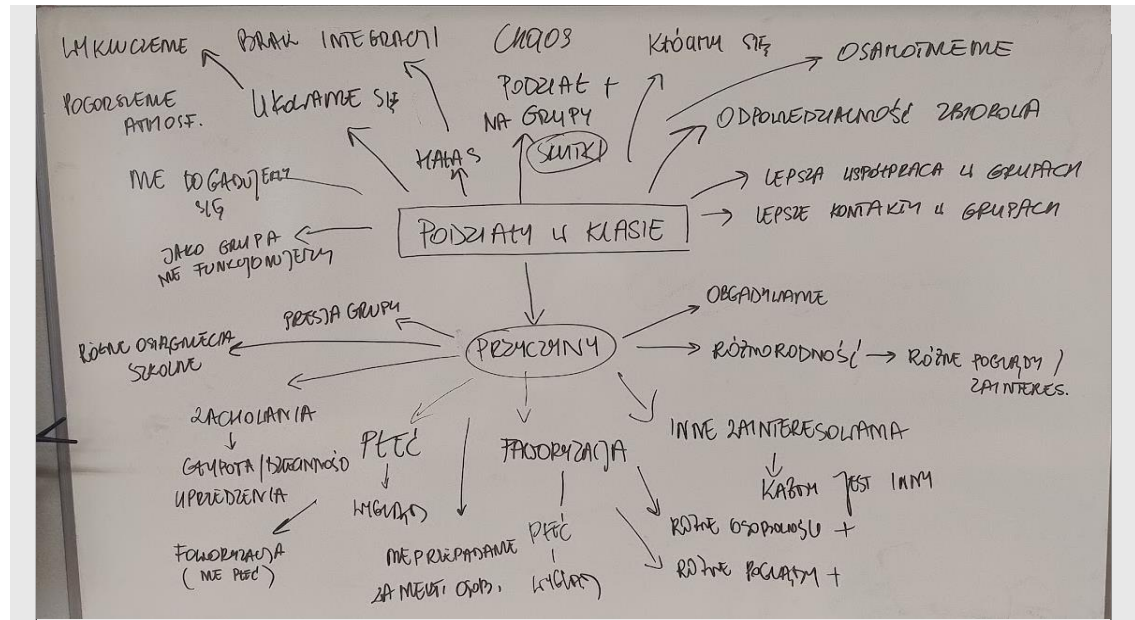 WYKLUCZENIE
BRAK INTEGRACJI
CHAOS
KŁÓCIMY SIĘ
OSAMOTNIENIE
POGORSZENIE
ATMOSF.
UKŁADANIE SIĘ
PODZIAŁ +
NA GRUPY
SKUTKI
HAŁAS
ODPOWIEDZIALNOŚĆ ZBIOROWA
NIE DOGADUJEMY
SIĘ
LEPSZA WSPÓŁPRACA W GRUPACH
LEPSZE KONTAKTY W GRUPACH
PODZIAŁY W KLASIE
JAKO GRUPA
NIE FUNKCJONUJEMY
PRZYCZYNY
OBGADYWANIE
PRESJA GRUPY
RÓŻNE OSIĄGNIĘCIA
SZKOLNE
RÓŻNORODNOŚĆ → RÓŻNE POGLĄDY /
ZAINTERES.
ZACHOWANIA
GŁUPOTA/DZIECINNOŚĆ
UPRZEDZENIA
FAWORYZACJA
(NIE PŁEĆ)
PŁEĆ
WYGLĄD
NIEPRZEPADANIE
ZA NIEKT. OSOB.
FAWORYZACJA
PŁEĆ
WYGLĄD
INNE ZAINTERESOWANIA
KAŻDY JEST INNY
RÓŻNE OSOBOWOŚCI +
RÓŻNE POGLĄDY +